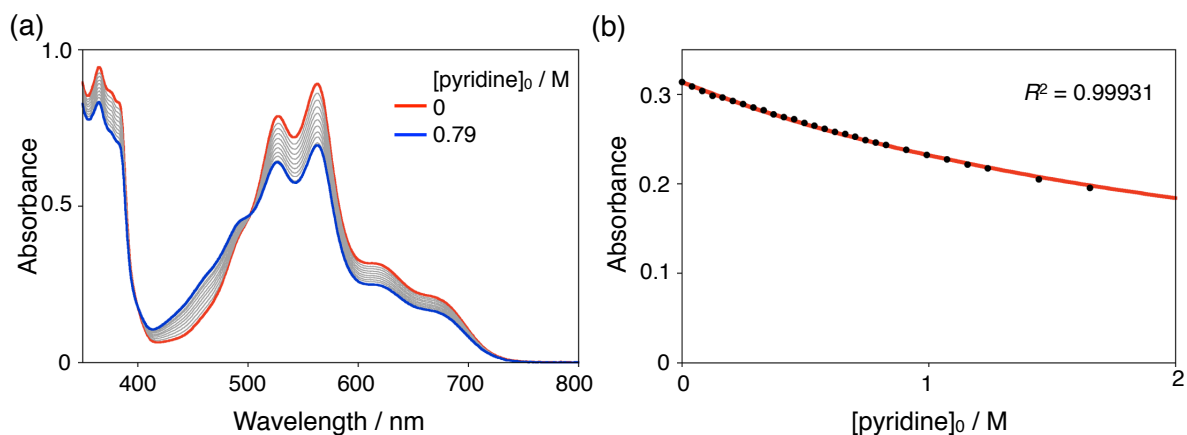 (a)
1.0
0.5
0
Absorbance
400
500
600
700
800
Wavelength / nm
[pyridine]₀ / M
0
0.79
(b)
0.3
0.2
0.1
0
Absorbance
0
1
2
[pyridine]₀ / M
R² = 0.99931